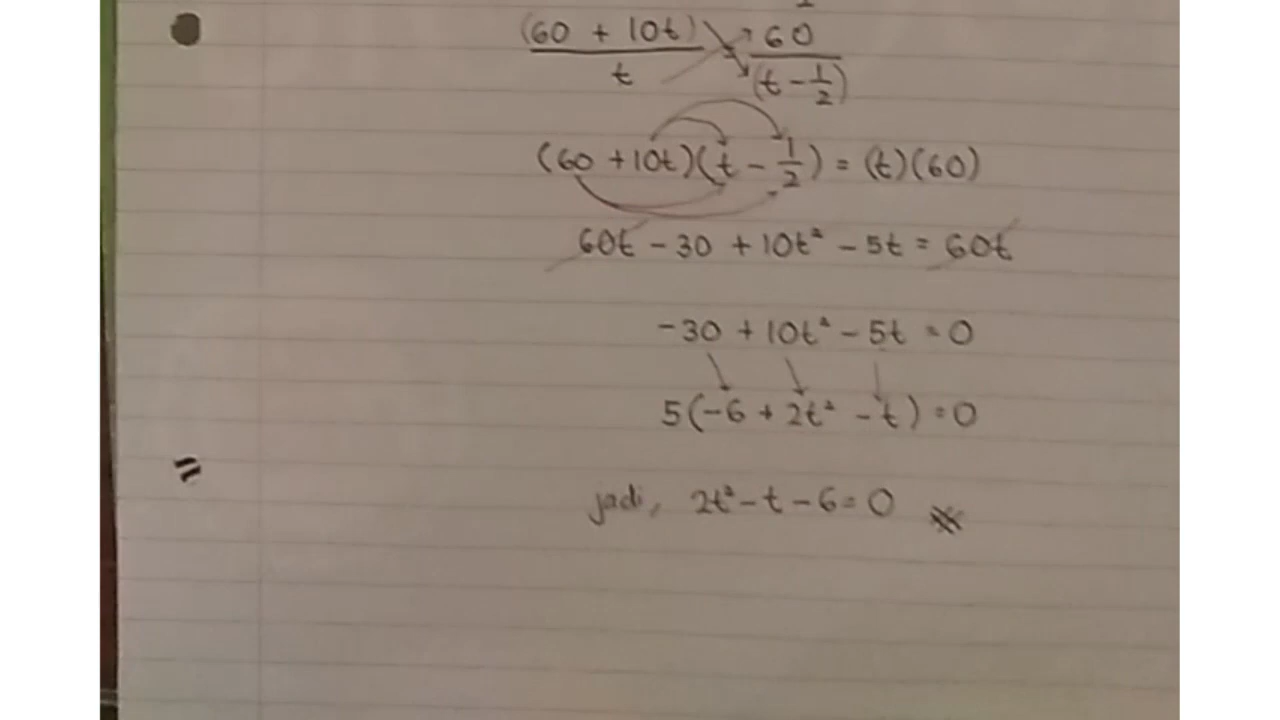 (60 + 10t) / t = 60 / (t - 1/2)
(60 + 10t)(t - 1/2) = (t)(60)
60t - 30 + 10t² - 5t = 60t
-30 + 10t² - 5t = 0
5(-6 + 2t² - t) = 0
=
jadi, 2t² - t - 6 = 0